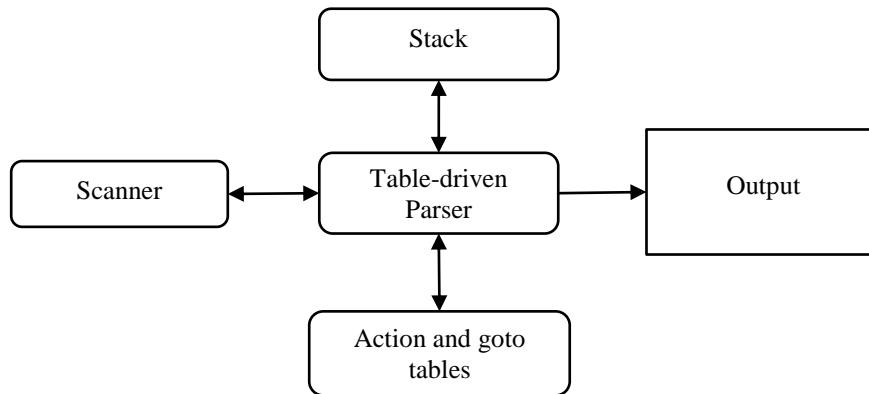 Stack
Scanner
Table-driven
Parser
Output
Action and goto
tables